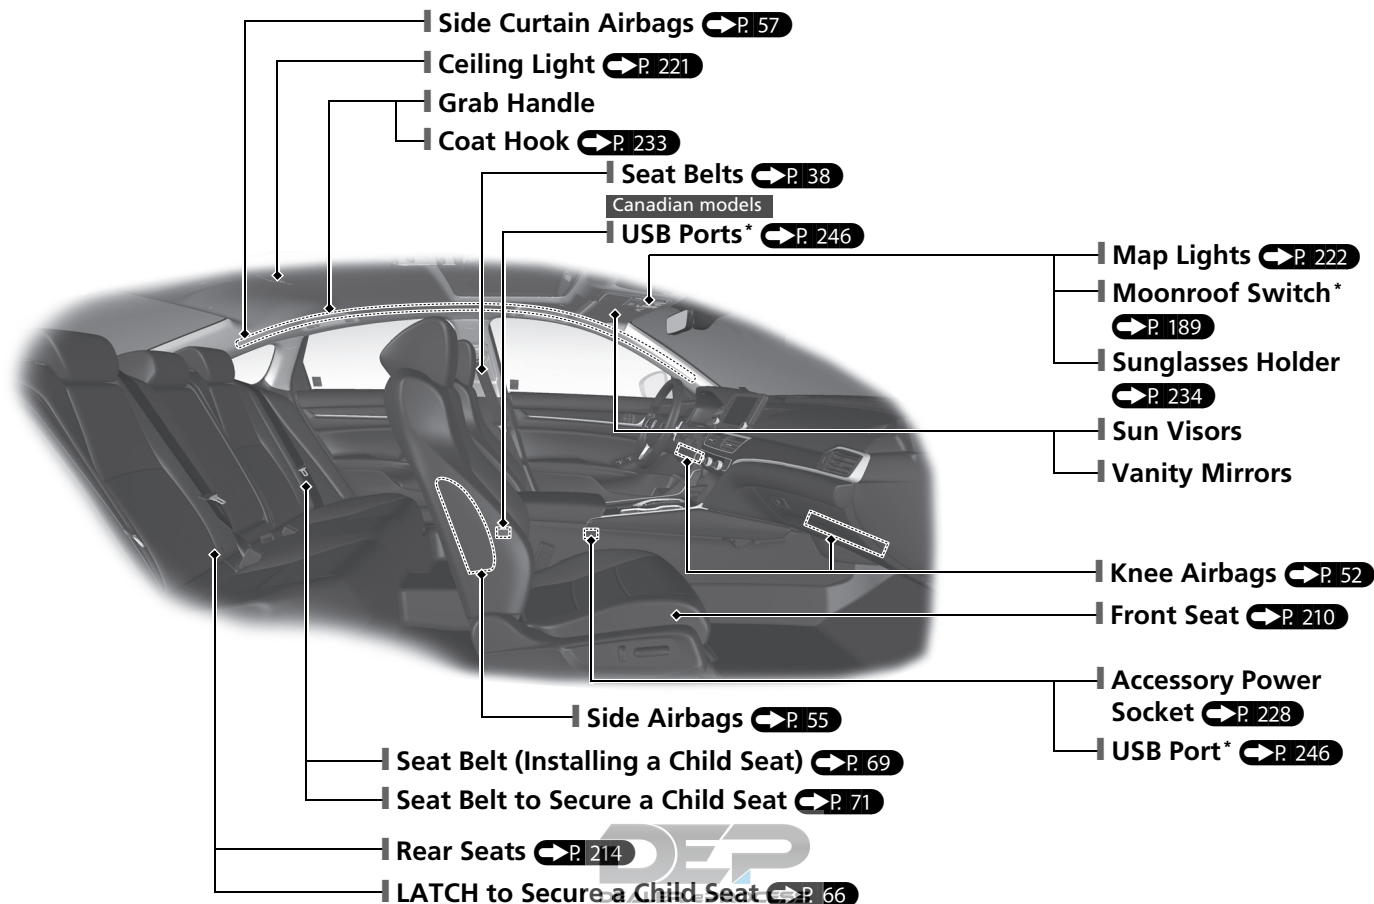 Side Curtain Airbags P. 57
Ceiling Light P. 221
Grab Handle
Coat Hook P. 233
Seat Belts P. 38
Canadian models
USB Ports* P. 246
Map Lights P. 222
Moonroof Switch*
P. 189
Sunglasses Holder
P. 234
Sun Visors
Vanity Mirrors
Knee Airbags P. 52
Front Seat P. 210
Accessory Power
Socket P. 228
USB Port* P. 246
Side Airbags P. 55
Seat Belt (Installing a Child Seat) P. 69
Seat Belt to Secure a Child Seat P. 71
Rear Seats P. 214
LATCH to Secure a Child Seat P. 66
DEP